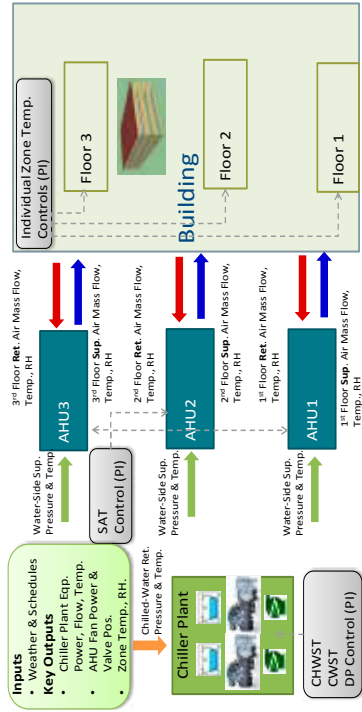 Inputs
• Weather & Schedules
Key Outputs
• Chiller Plant Eqp.
Power, Flow, Temp.
• AHU Fan Power &
Valve Pos.
• Zone Temp., RH.
Chilled-Water Ret.
Pressure & Temp.
Chiller Plant
CHWST
CWST
DP Control (PI)
SAT
Control (PI)
Water-Side Sup.
Pressure & Temp.
AHU3
3rd Floor Ret. Air Mass Flow,
Temp., RH
3rd Floor Sup. Air Mass Flow,
Temp., RH
Water-Side Sup.
Pressure & Temp.
AHU2
2nd Floor Ret. Air Mass Flow,
Temp., RH
2nd Floor Sup. Air Mass Flow,
Temp., RH
Water-Side Sup.
Pressure & Temp.
AHU1
1st Floor Ret. Air Mass Flow,
Temp., RH
1st Floor Sup. Air Mass Flow,
Temp., RH
Individual Zone Temp.
Controls (PI)
Floor 3
Building
Floor 2
Floor 1